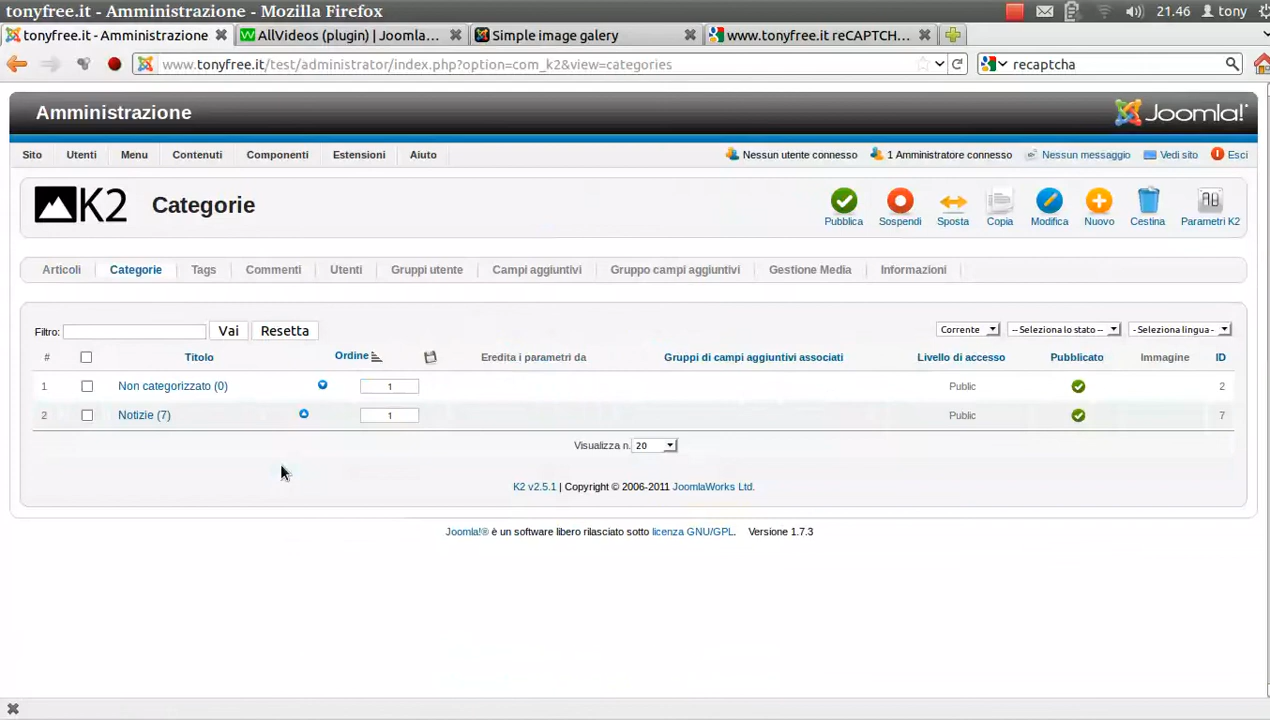 tonyfree.it - Amministrazione - Mozilla Firefox 21.46 tony
tonyfree.it - Amministrazione AllVideos (plugin) | Joomla... Simple image galery www.tonyfree.it reCAPTCH...
www.tonyfree.it/test/administrator/index.php?option=com_k2&view=categories recaptcha
Amministrazione Joomla!
Sito Utenti Menu Contenuti Componenti Estensioni Aiuto Nessun utente connesso 1 Amministratore connesso Nessun messaggio Vedi sito Esci
K2 Categorie Pubblica Sospendi Sposta Copia Modifica Nuovo Cestina Parametri K2
Articoli Categorie Tags Commenti Utenti Gruppi utente Campi aggiuntivi Gruppo campi aggiuntivi Gestione Media Informazioni
Filtro: Vai Resetta Corrente -- Seleziona lo stato -- - Seleziona lingua -
# Titolo Ordine Eredita i parametri da Gruppi di campi aggiuntivi associati Livello di accesso Pubblicato Immagine ID
1 Non categorizzato (0) 1 Public 2
2 Notizie (7) 1 Public 7
Visualizza n. 20
K2 v2.5.1 | Copyright © 2006-2011 JoomlaWorks Ltd.
Joomla!® è un software libero rilasciato sotto licenza GNU/GPL. Versione 1.7.3